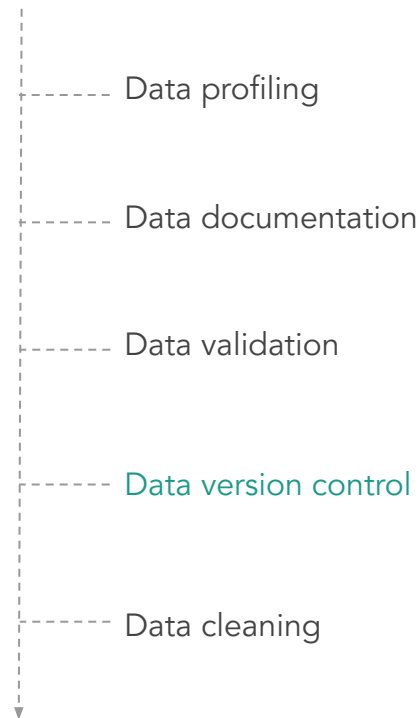 Data profiling
Data documentation
Data validation
Data version control
Data cleaning